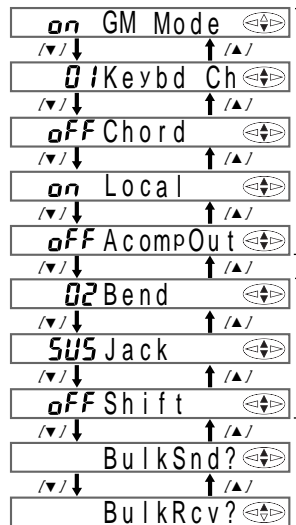 on GM Mode
[▼] [▲]
01 Keybd Ch
[▼] [▲]
oFF Chord
[▼] [▲]
on Local
[▼] [▲]
oFF AcompOut
[▼] [▲]
02 Bend
[▼] [▲]
SUS Jack
[▼] [▲]
oFF Shift
[▼] [▲]
BulkSnd?
[▼] [▲]
BulkRcv?